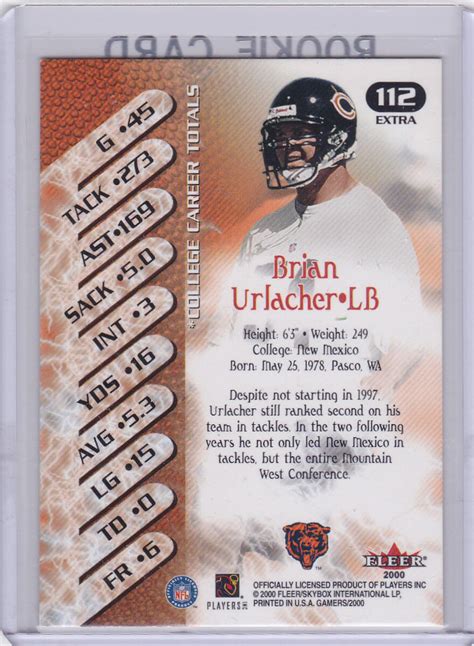 ROOKIE CARD
112
EXTRA
G •45
TACK •273
AST•169
SACK •5.0
INT •3
YDS •16
AVG •5.3
LG •15
TD •0
FR •6
*COLLEGE CAREER TOTALS
Brian
Urlacher•LB
Height: 6'3" • Weight: 249
College: New Mexico
Born: May 25, 1978, Pasco, WA
Despite not starting in 1997,
Urlacher still ranked second on his
team in tackles. In the two following
years he not only led New Mexico in
tackles, but the entire Mountain
West Conference.
FLEER
2000
NFL
PLAYERS INC
OFFICIALLY LICENSED PRODUCT OF PLAYERS INC
© 2000 FLEER/SKYBOX INTERNATIONAL LP,
PRINTED IN U.S.A. GAMERS/2000